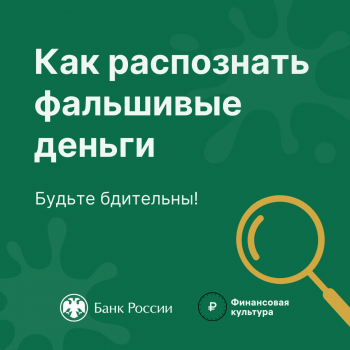 Как распознать
фальшивые
деньги
Будьте бдительны!
Банк России
₽
Финансовая
культура